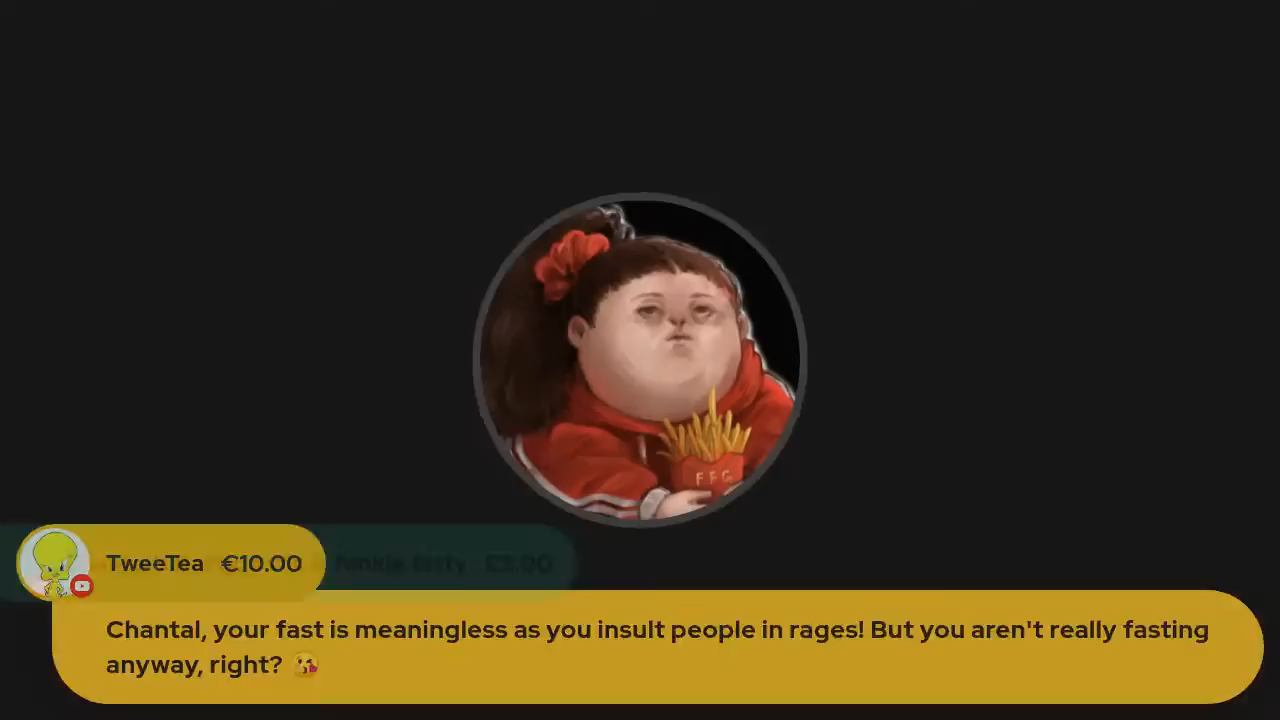 TweeTea €10.00
Chantal, your fast is meaningless as you insult people in rages! But you aren't really fasting
anyway, right? 😘
FFG